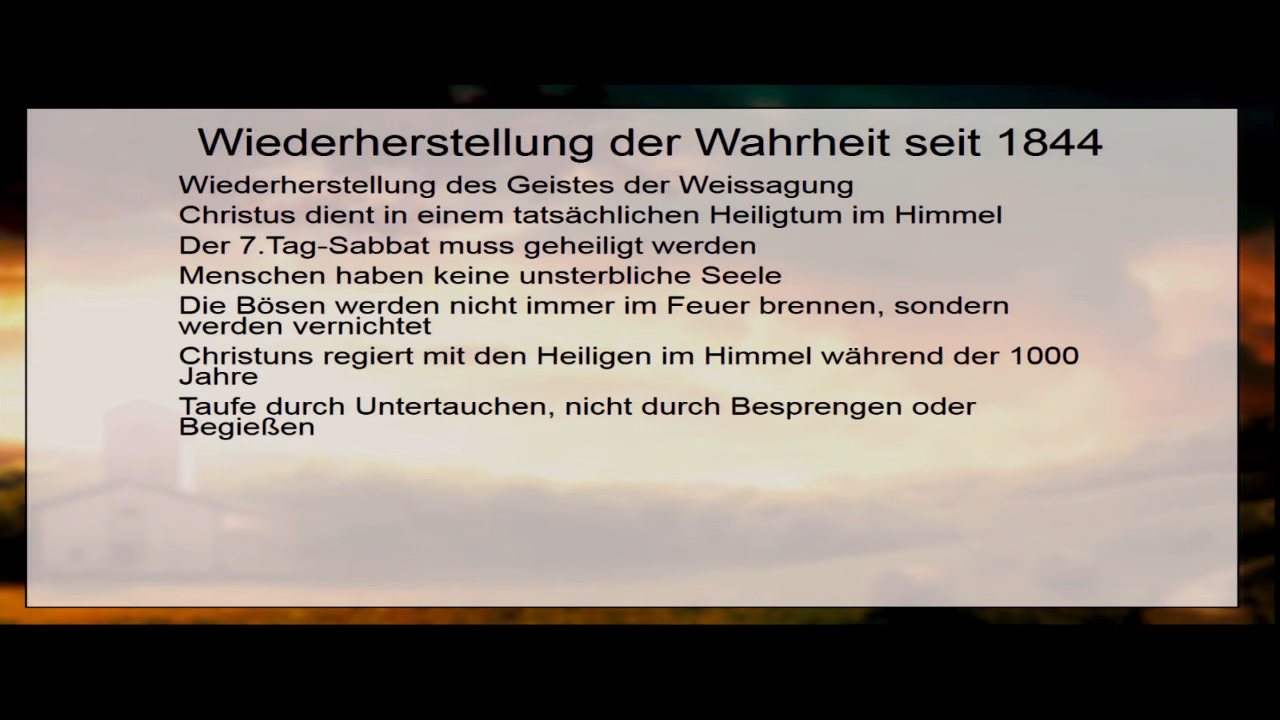 Wiederherstellung der Wahrheit seit 1844
Wiederherstellung des Geistes der Weissagung
Christus dient in einem tatsächlichen Heiligtum im Himmel
Der 7.Tag-Sabbat muss geheiligt werden
Menschen haben keine unsterbliche Seele
Die Bösen werden nicht immer im Feuer brennen, sondern
werden vernichtet
Christuns regiert mit den Heiligen im Himmel während der 1000
Jahre
Taufe durch Untertauchen, nicht durch Besprengen oder
Begießen